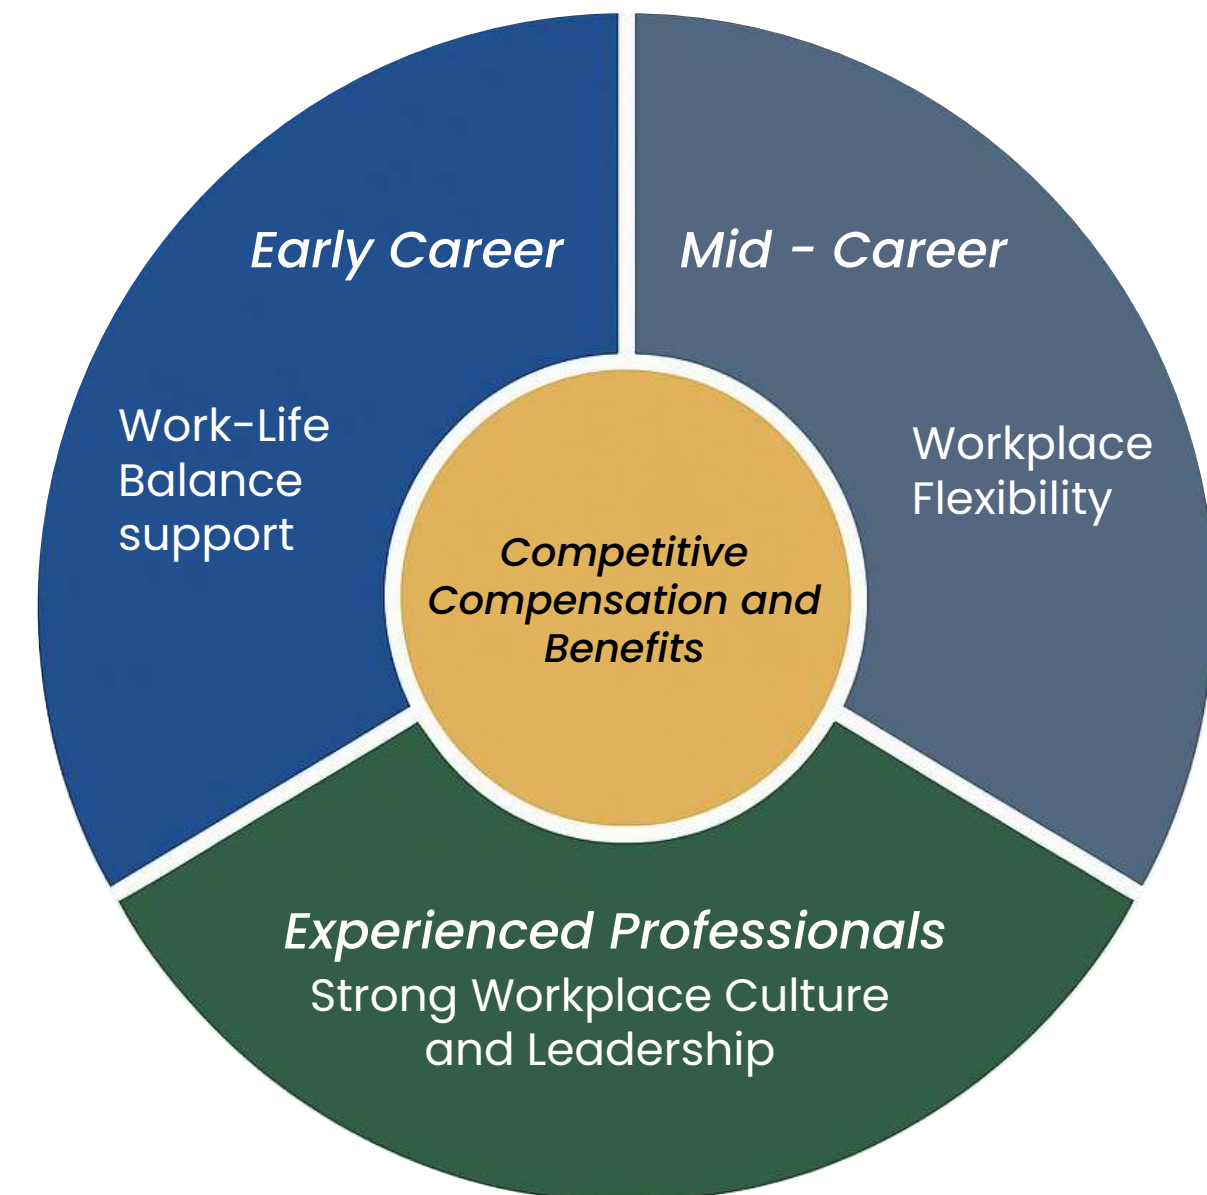 Early Career
Work-Life
Balance
support
Mid - Career
Workplace
Flexibility
Competitive
Compensation and
Benefits
Experienced Professionals
Strong Workplace Culture
and Leadership